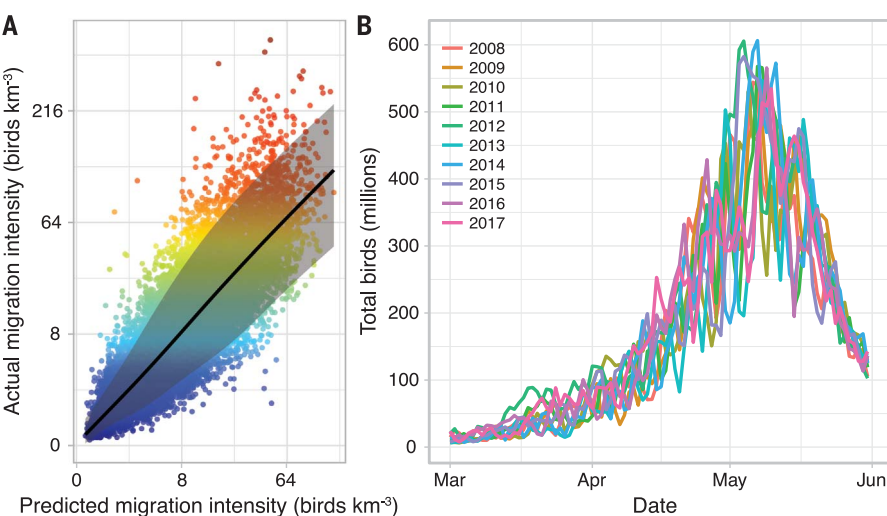 A
Actual migration intensity (birds km-3)
216
64
8
0
0 8 64
Predicted migration intensity (birds km-3)
B
Total birds (millions)
600
500
400
300
200
100
0
2008
2009
2010
2011
2012
2013
2014
2015
2016
2017
Mar Apr May Jun
Date